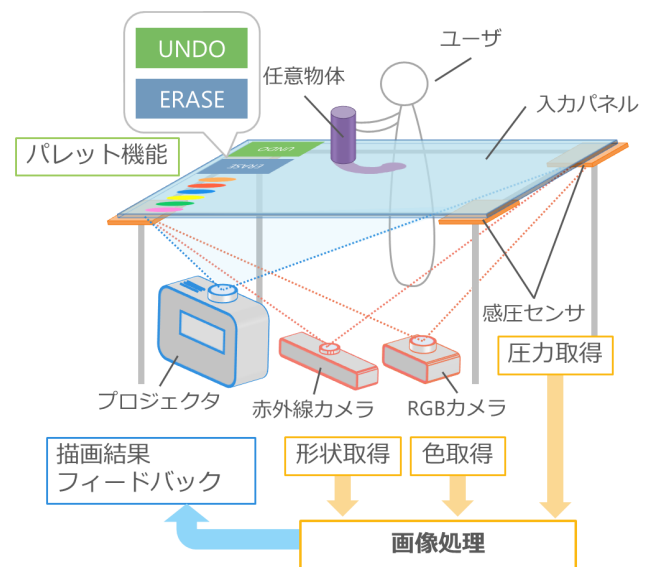 UNDO
ERASE
ユーザ
任意物体
入力パネル
パレット機能
UNDO
ERASE
感圧センサ
圧力取得
プロジェクタ
赤外線カメラ
RGBカメラ
描画結果
フィードバック
形状取得
色取得
画像処理